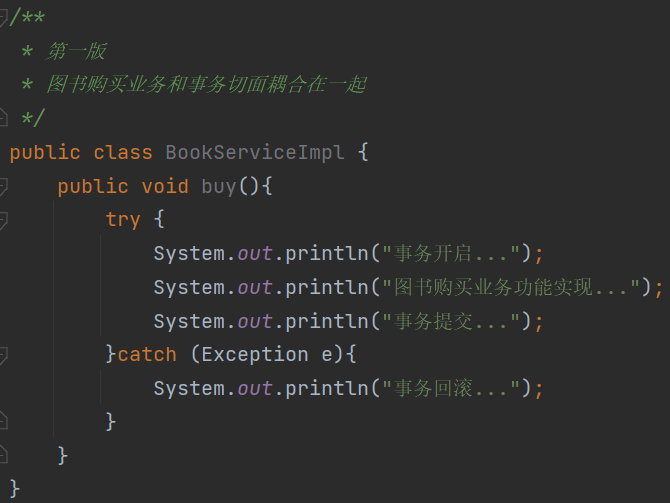 /**
 * 第一版
 * 图书购买业务和事务切面耦合在一起
 */
public class BookServiceImpl {
    public void buy(){
        try {
            System.out.println("事务开启...");
            System.out.println("图书购买业务功能实现...");
            System.out.println("事务提交...");
        }catch (Exception e){
            System.out.println("事务回滚...");
        }
    }
}